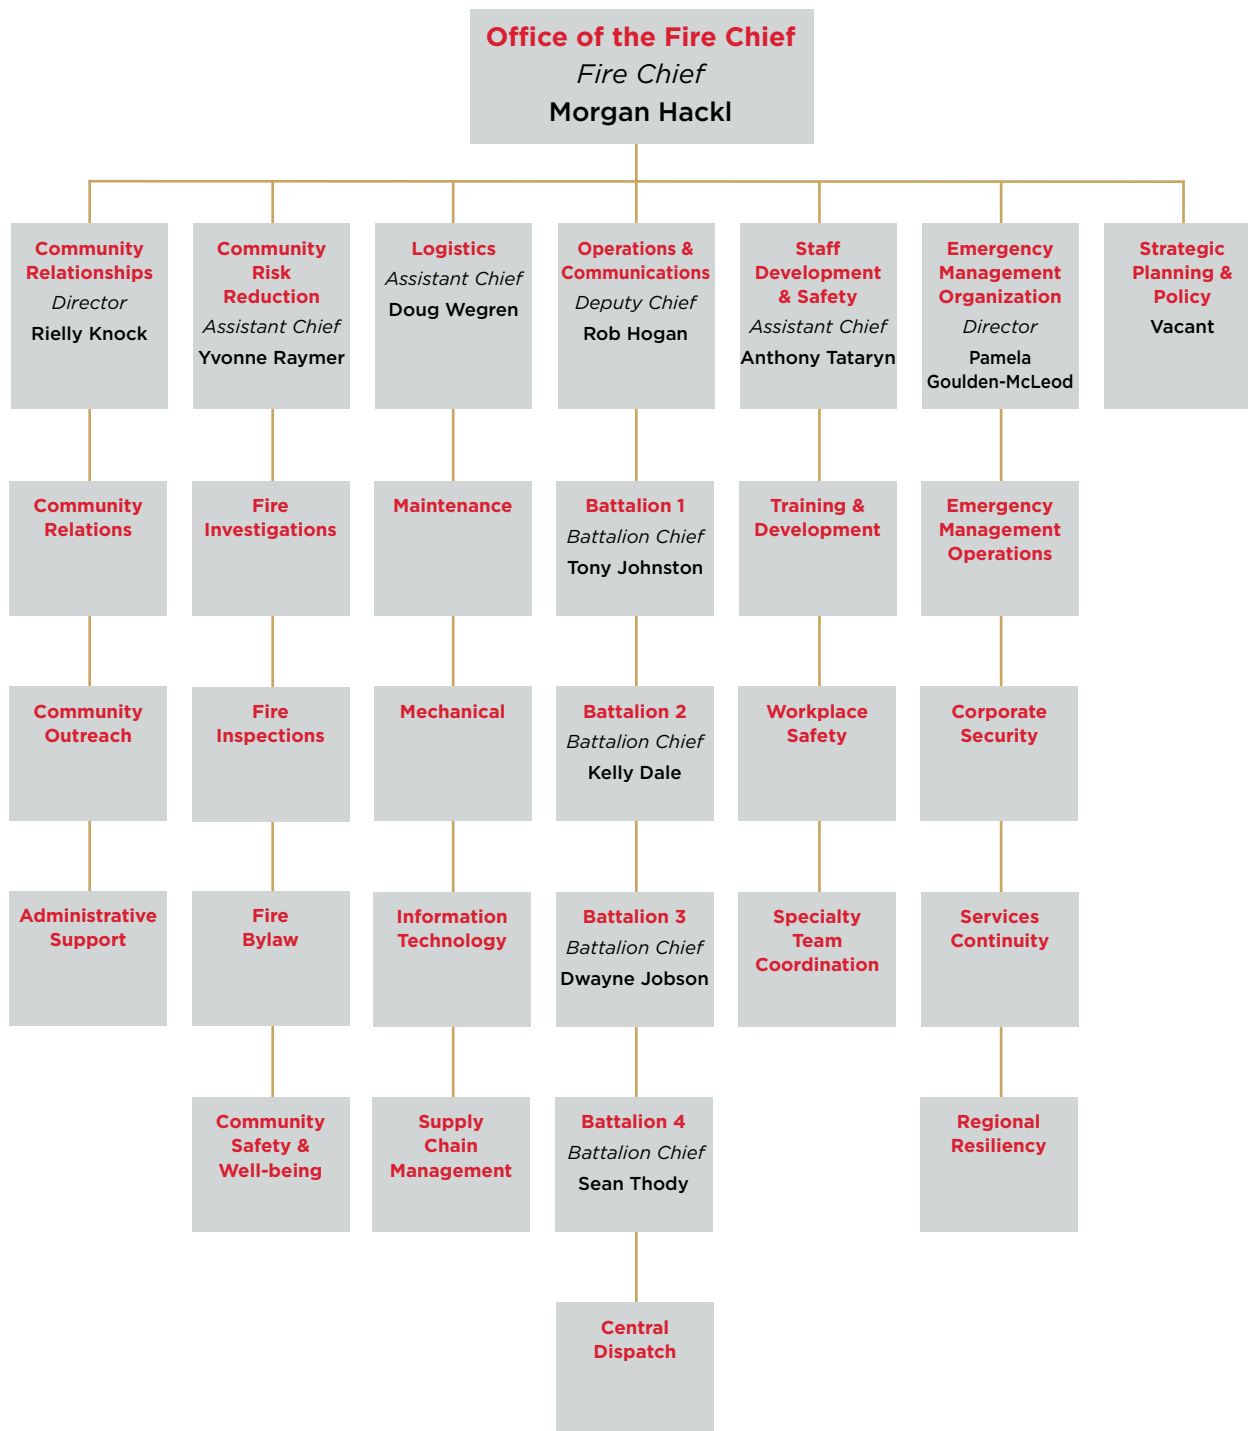 Office of the Fire Chief
Fire Chief
Morgan Hackl
Community
Relationships
Director
Rielly Knock
Community
Risk
Reduction
Assistant Chief
Yvonne Raymer
Logistics
Assistant Chief
Doug Wegren
Operations &
Communications
Deputy Chief
Rob Hogan
Staff
Development
& Safety
Assistant Chief
Anthony Tataryn
Emergency
Management
Organization
Director
Pamela
Goulden-McLeod
Strategic
Planning &
Policy
Vacant
Community
Relations
Fire
Investigations
Maintenance
Battalion 1
Battalion Chief
Tony Johnston
Training &
Development
Emergency
Management
Operations
Community
Outreach
Fire
Inspections
Mechanical
Battalion 2
Battalion Chief
Kelly Dale
Workplace
Safety
Corporate
Security
Administrative
Support
Fire
Bylaw
Information
Technology
Battalion 3
Battalion Chief
Dwayne Jobson
Specialty
Team
Coordination
Services
Continuity
Community
Safety &
Well-being
Supply
Chain
Management
Battalion 4
Battalion Chief
Sean Thody
Regional
Resiliency
Central
Dispatch